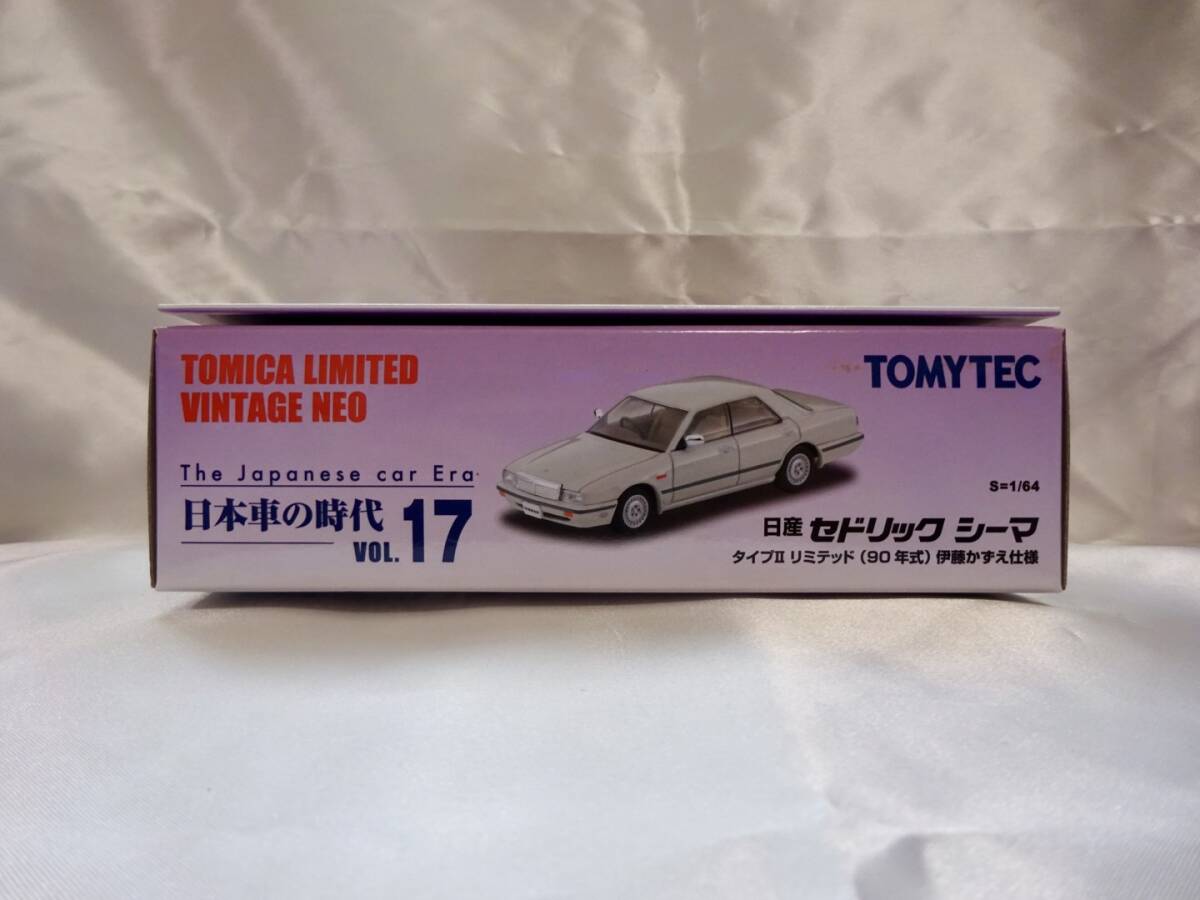 TOMICA LIMITED
VINTAGE NEO
The Japanese car Era
日本車の時代
VOL. 17
TOMYTEC
S=1/64
日産 セドリック シーマ
タイプII リミテッド（90年式）伊藤かずえ仕様